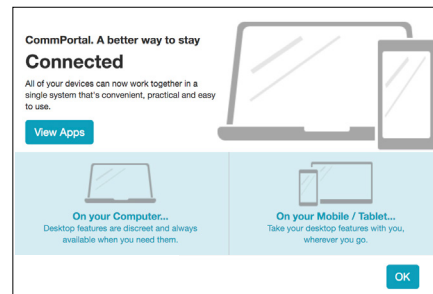 CommPortal. A better way to stay
Connected
All of your devices can now work together in a
single system that's convenient, practical and easy
to use.
View Apps
On your Computer...
Desktop features are discreet and always
available when you need them.
On your Mobile / Tablet...
Take your desktop features with you,
wherever you go.
OK